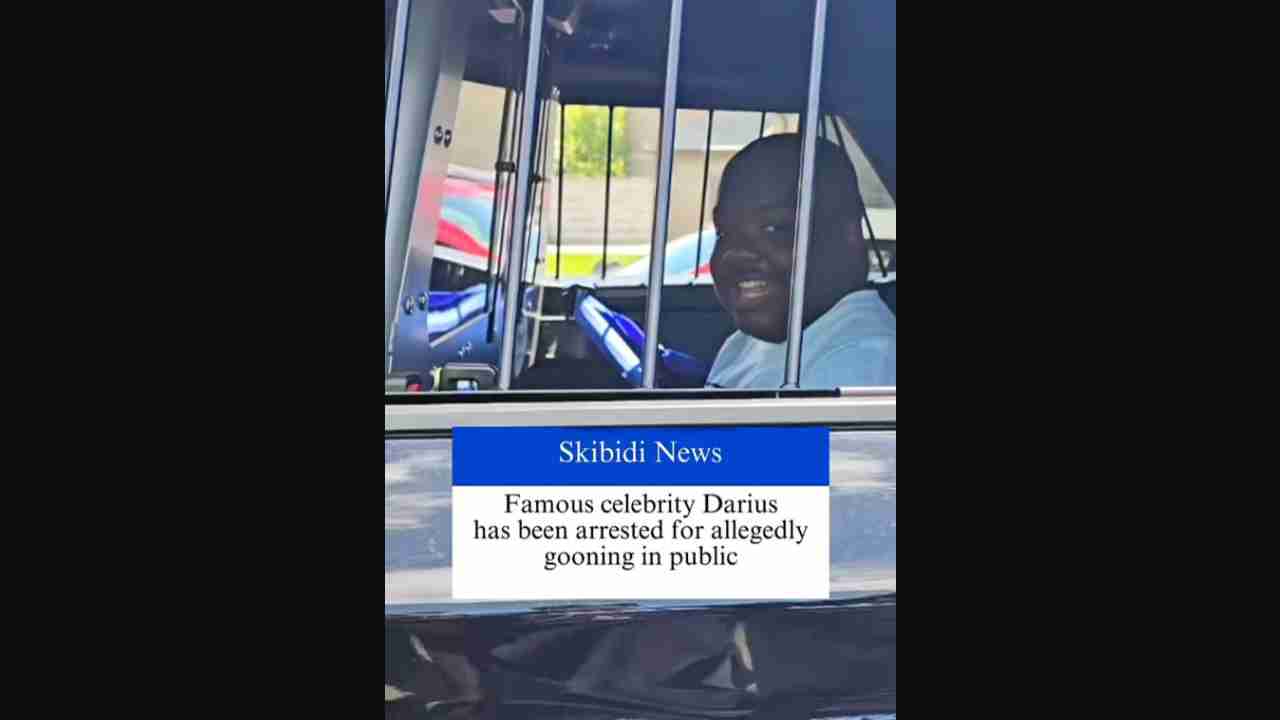 Skibidi News
Famous celebrity Darius
has been arrested for allegedly
gooning in public